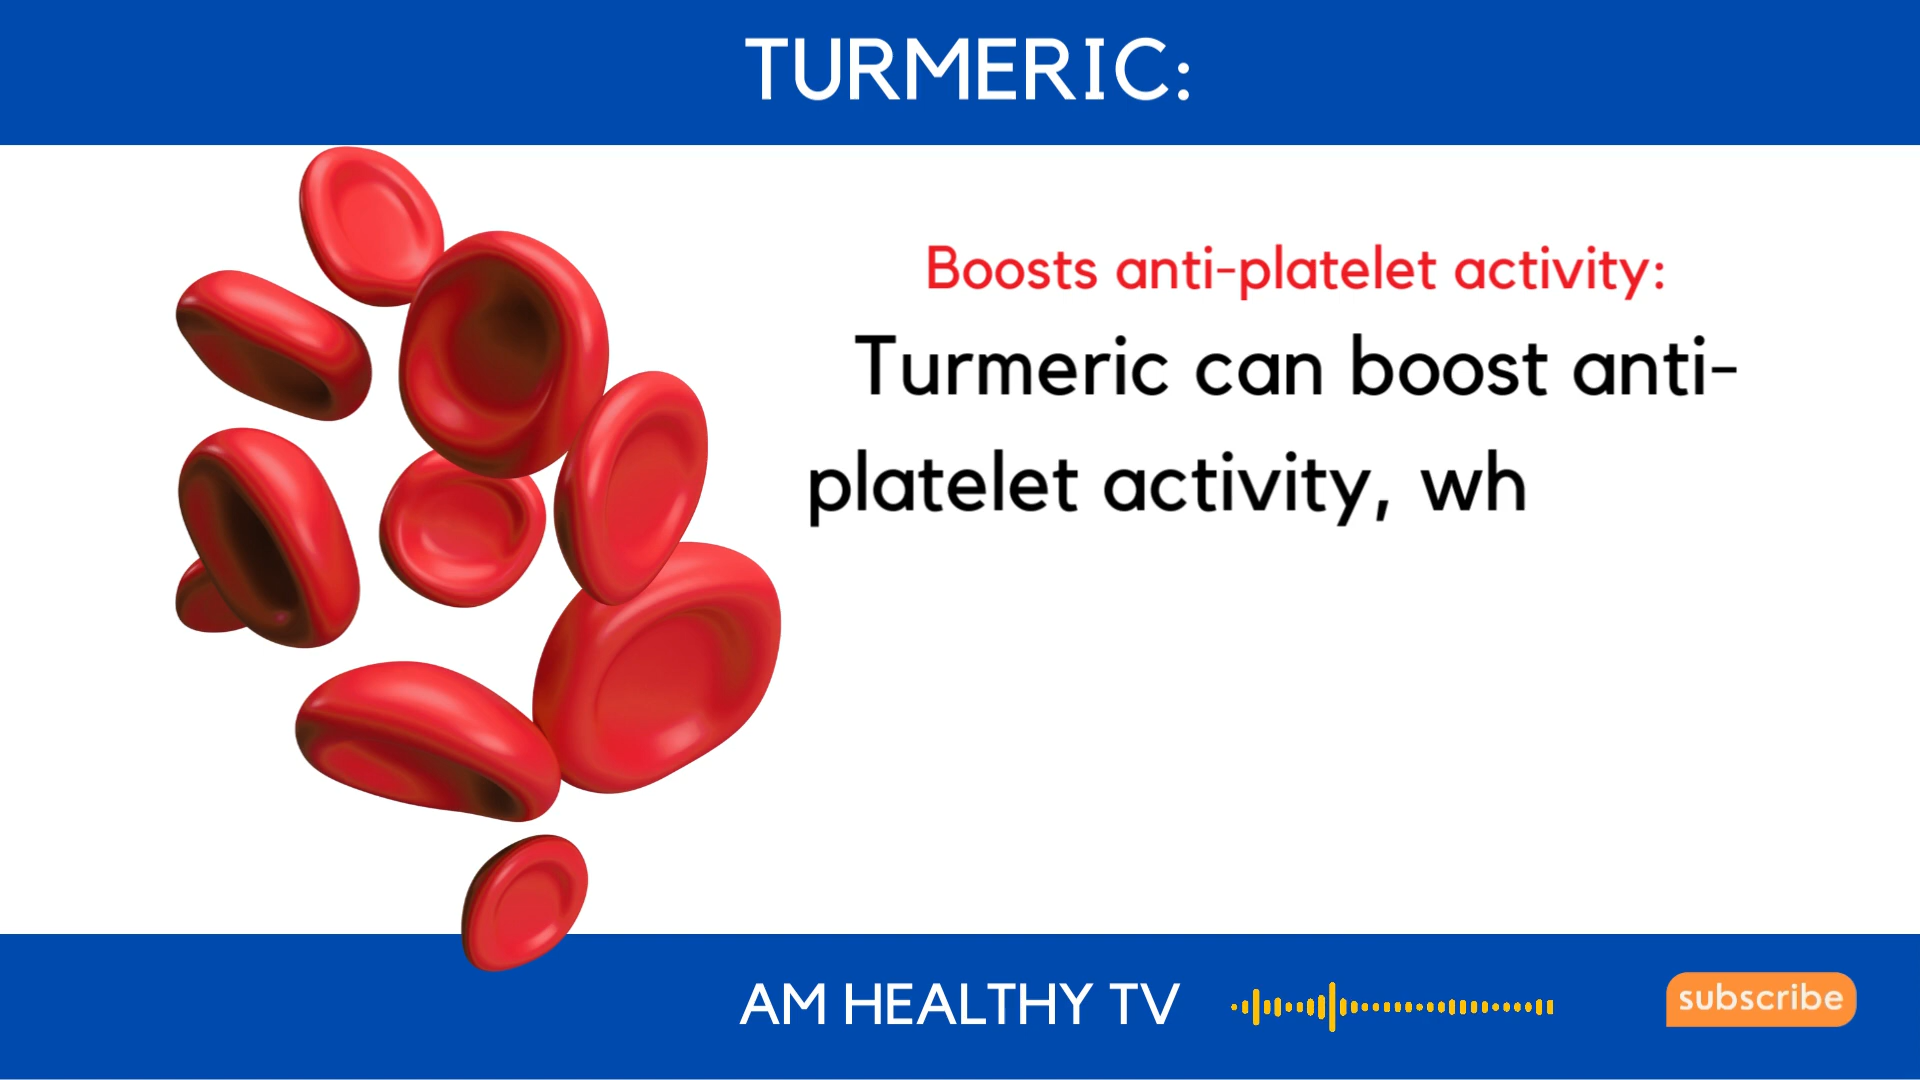 TURMERIC:
Boosts anti-platelet activity:
Turmeric can boost anti-
platelet activity, wh
AM HEALTHY TV
subscribe